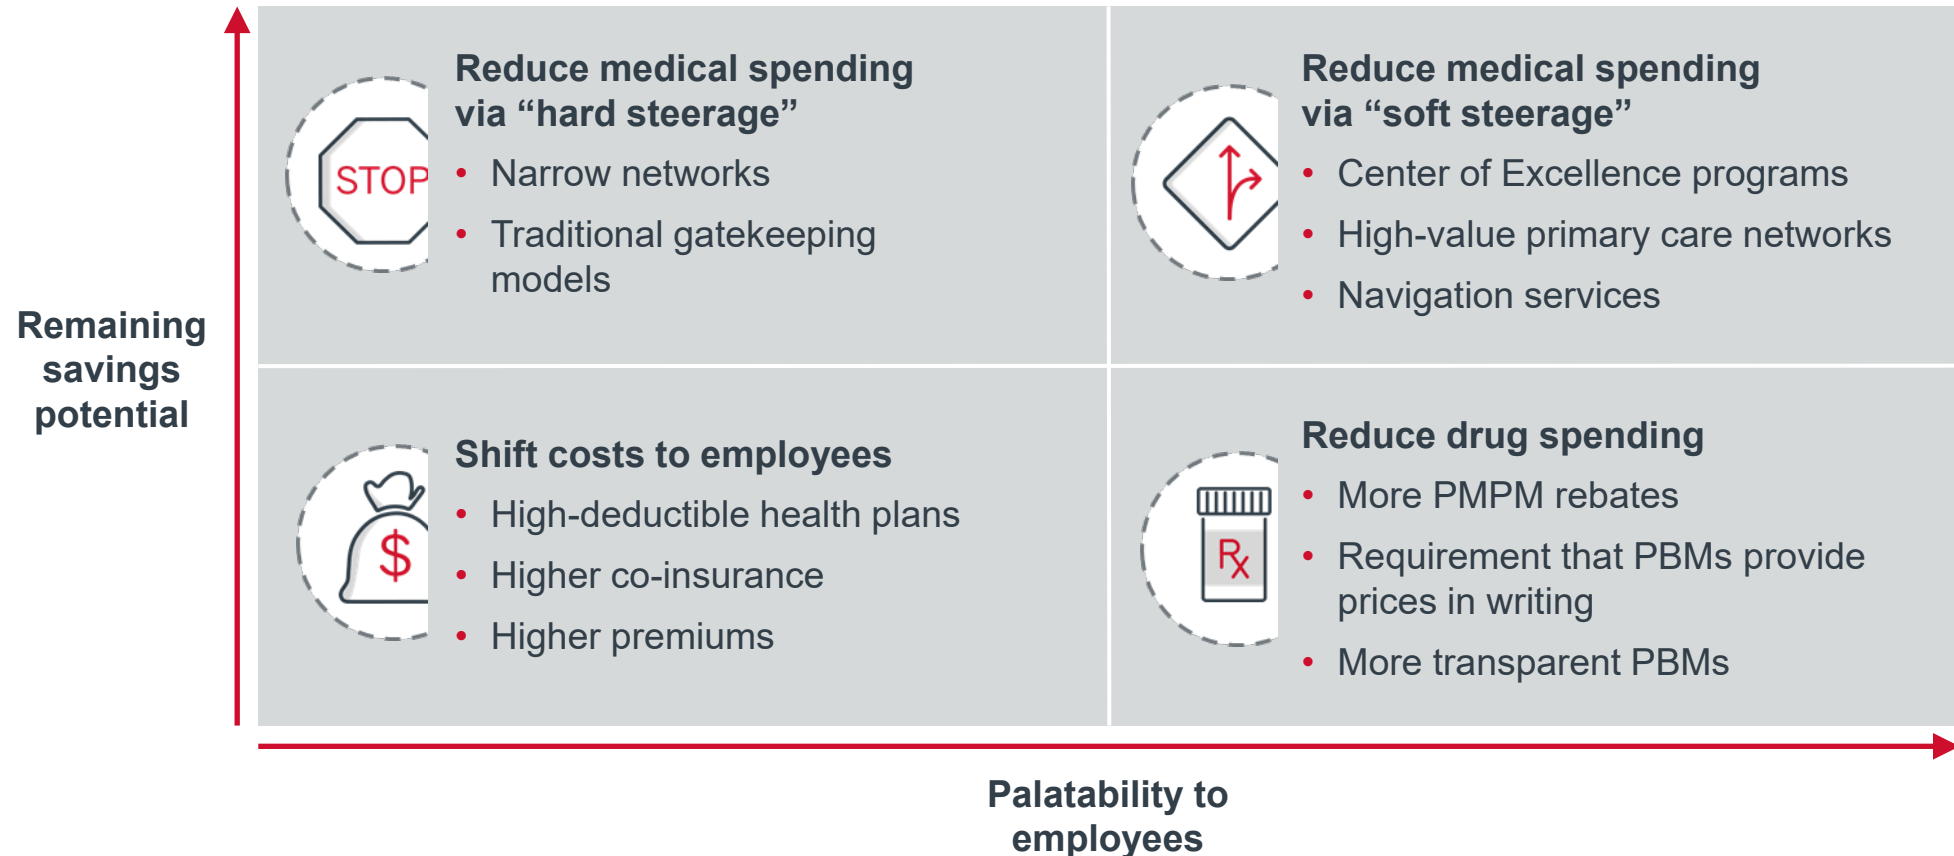 Remaining
savings
potential
Reduce medical spending
via “hard steerage”
STOP
• Narrow networks
• Traditional gatekeeping
models
Reduce medical spending
via “soft steerage”
• Center of Excellence programs
• High-value primary care networks
• Navigation services
$
Shift costs to employees
• High-deductible health plans
• Higher co-insurance
• Higher premiums
Rx
Reduce drug spending
• More PMPM rebates
• Requirement that PBMs provide
prices in writing
• More transparent PBMs
Palatability to
employees